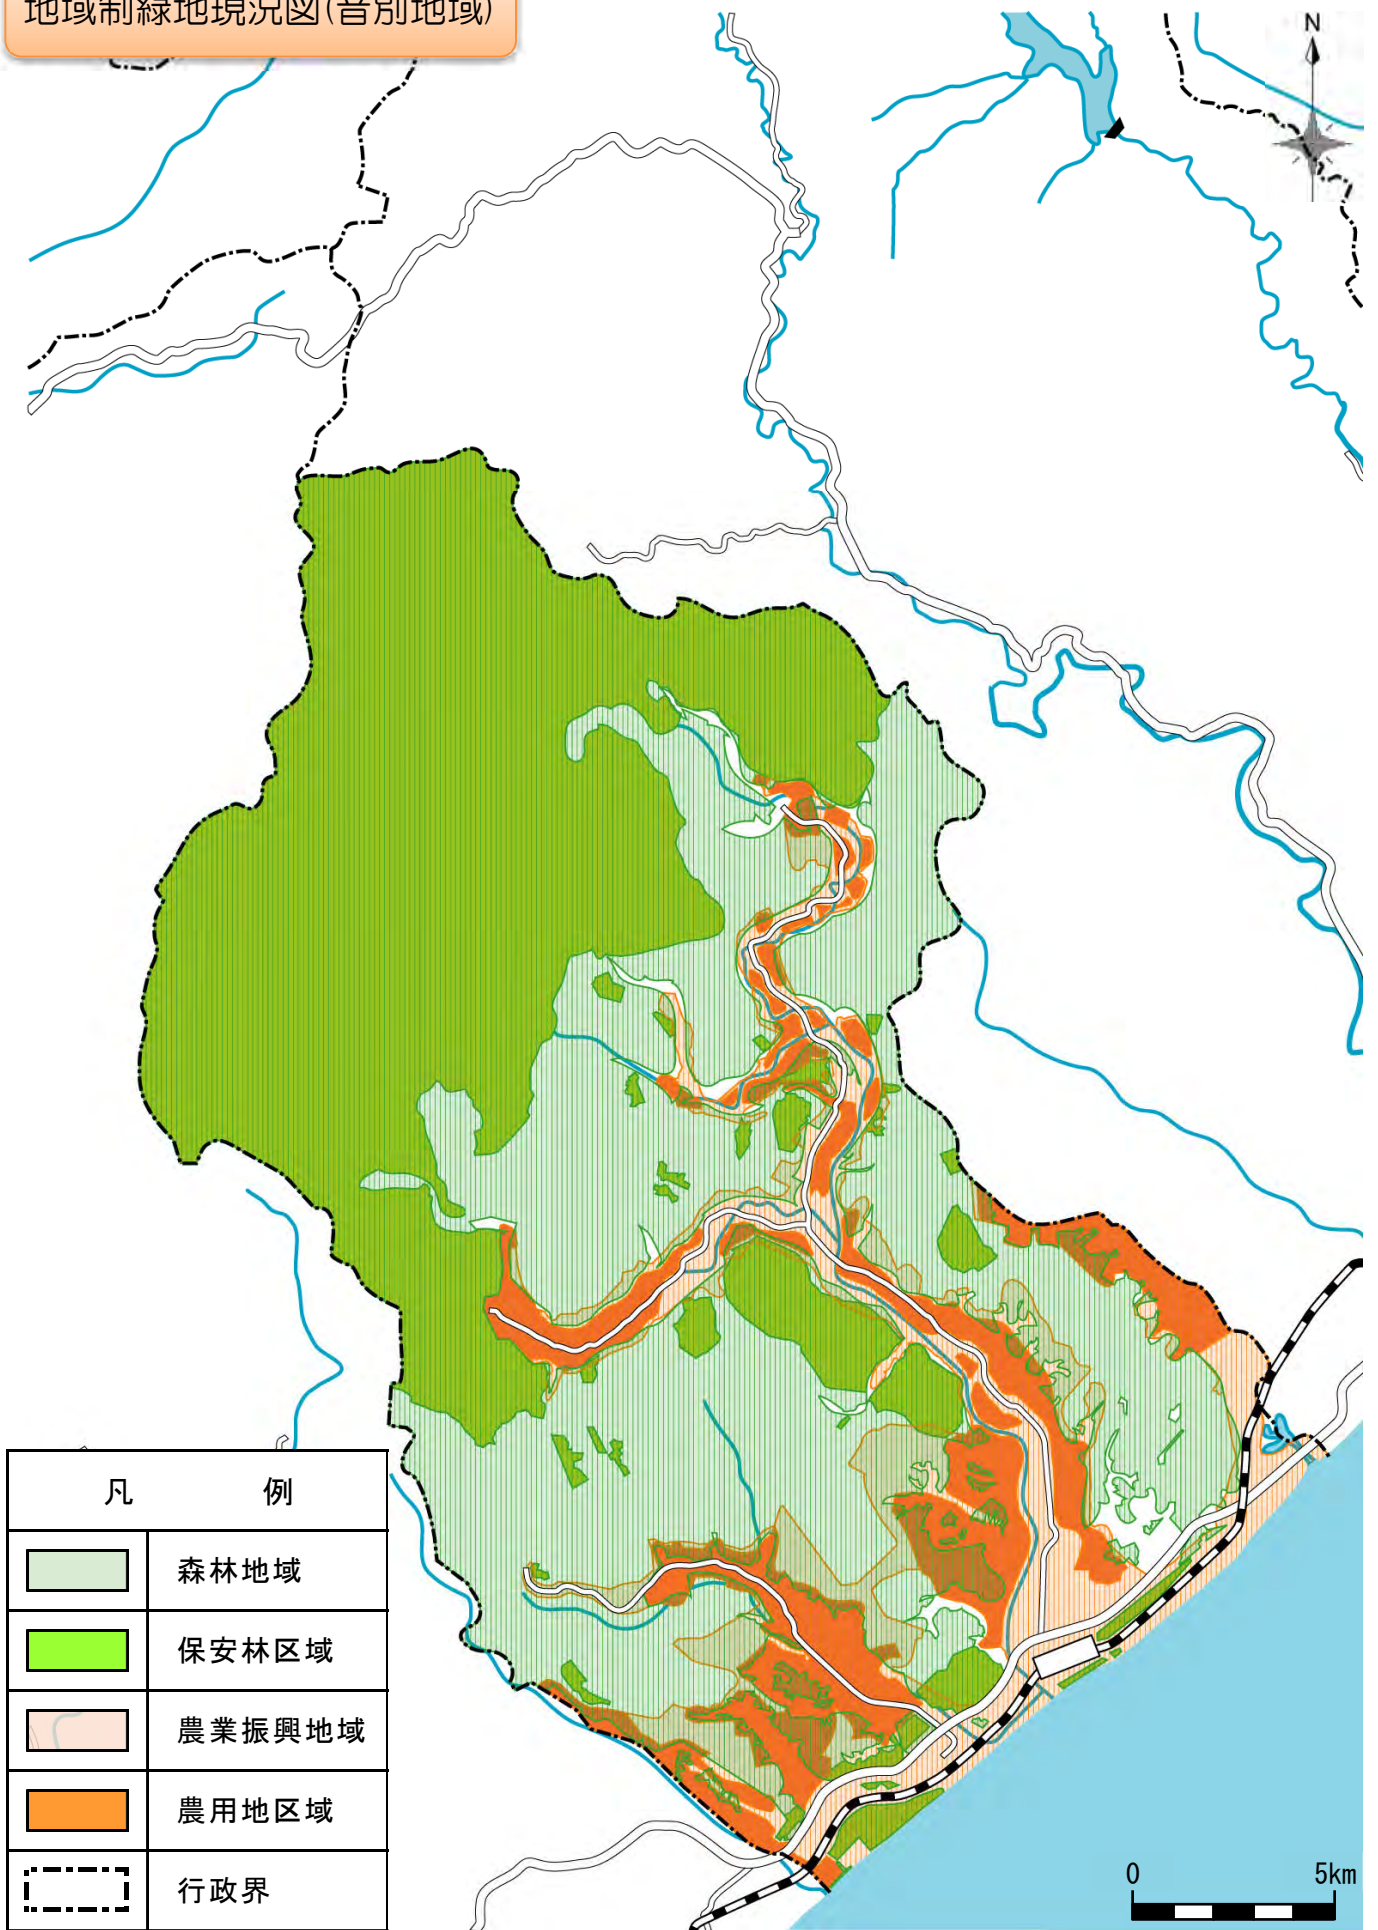 地域制緑地現況図(音別地域)
N
凡 例
森林地域
保安林区域
農業振興地域
農用地区域
行政界
0 5km